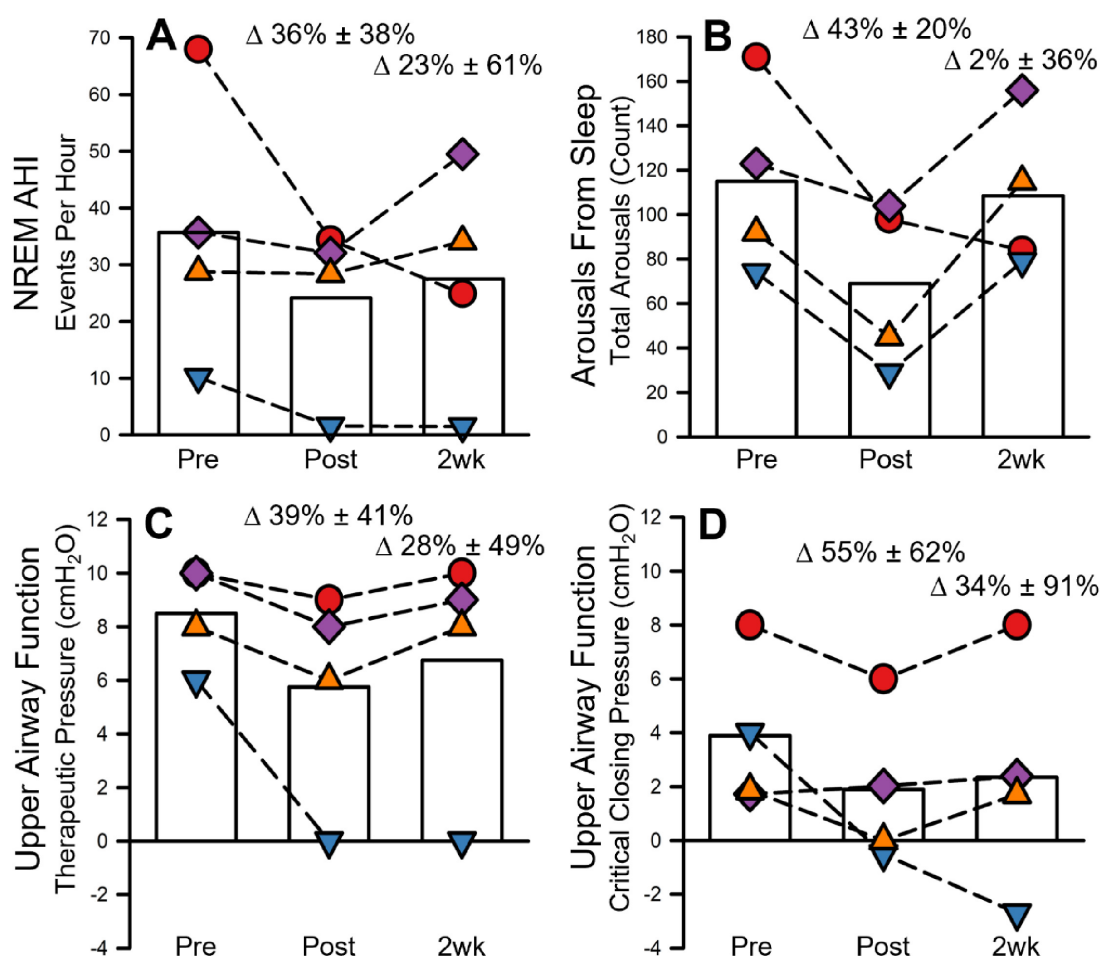 A
Δ 36% ± 38%
Δ 23% ± 61%
NREM AHI
Events Per Hour
70
60
50
40
30
20
10
0
Pre Post 2wk
B
Δ 43% ± 20%
Δ 2% ± 36%
Arousals From Sleep
Total Arousals (Count)
180
160
140
120
100
80
60
40
20
0
Pre Post 2wk
C
Δ 39% ± 41%
Δ 28% ± 49%
Upper Airway Function
Therapeutic Pressure (cmH₂O)
12
10
8
6
4
2
0
-2
-4
Pre Post 2wk
D
Δ 55% ± 62%
Δ 34% ± 91%
Upper Airway Function
Critical Closing Pressure (cmH₂O)
12
10
8
6
4
2
0
-2
-4
Pre Post 2wk